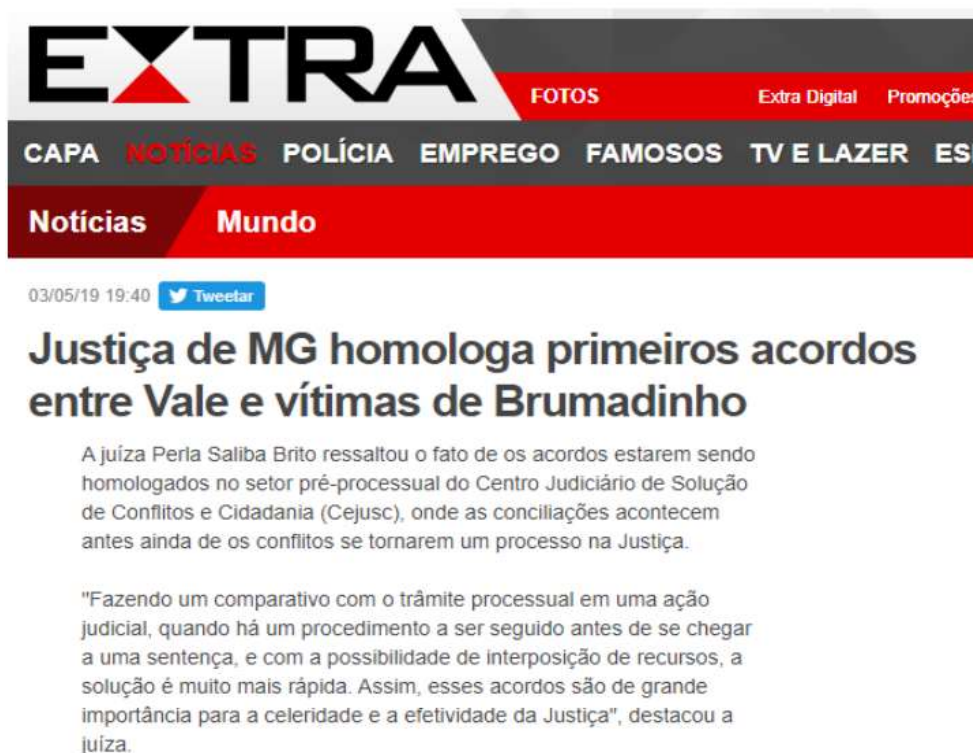 EXTRA
FOTOS Extra Digital Promoções
CAPA NOTÍCIAS POLÍCIA EMPREGO FAMOSOS TV E LAZER
Notícias Mundo
03/05/19 19:40 Tweetar
Justiça de MG homologa primeiros acordos
entre Vale e vítimas de Brumadinho
A juíza Perla Saliba Brito ressaltou o fato de os acordos estarem sendo
homologados no setor pré-processual do Centro Judiciário de Solução
de Conflitos e Cidadania (Cejusc), onde as conciliações acontecem
antes ainda de os conflitos se tornarem um processo na Justiça.
"Fazendo um comparativo com o trâmite processual em uma ação
judicial, quando há um procedimento a ser seguido antes de se chegar
a uma sentença, e com a possibilidade de interposição de recursos, a
solução é muito mais rápida. Assim, esses acordos são de grande
importância para a celeridade e a efetividade da Justiça", destacou a
juíza.